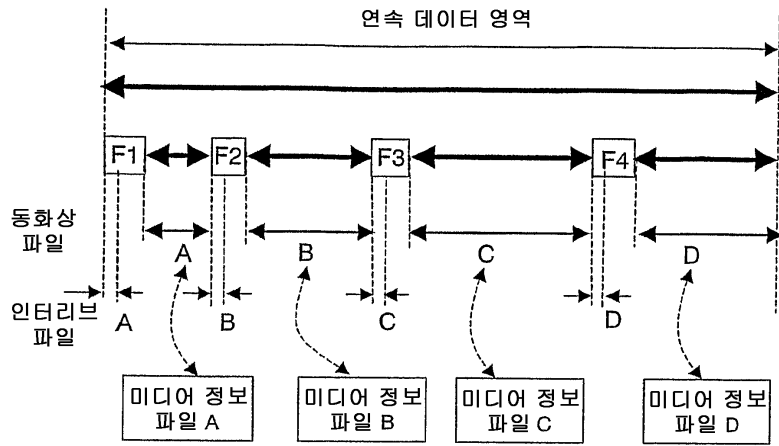 연속 데이터 영역
F1 F2 F3 F4
동화상
파일
A B C D
인터리브
파일
A B C D
미디어 정보
파일 A
미디어 정보
파일 B
미디어 정보
파일 C
미디어 정보
파일 D